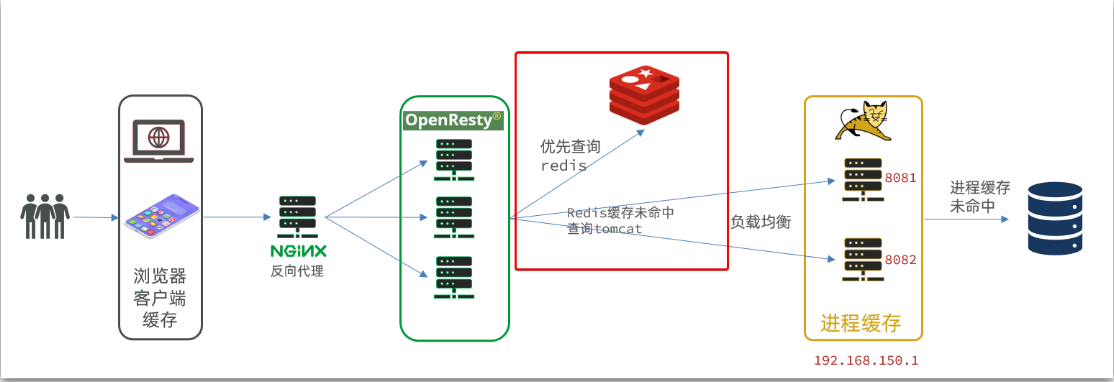 浏览器
客户端
缓存
NGINX
反向代理
OpenResty®
优先查询
redis
Redis缓存未命中
查询tomcat
负载均衡
8081
8082
进程缓存
192.168.150.1
进程缓存
未命中